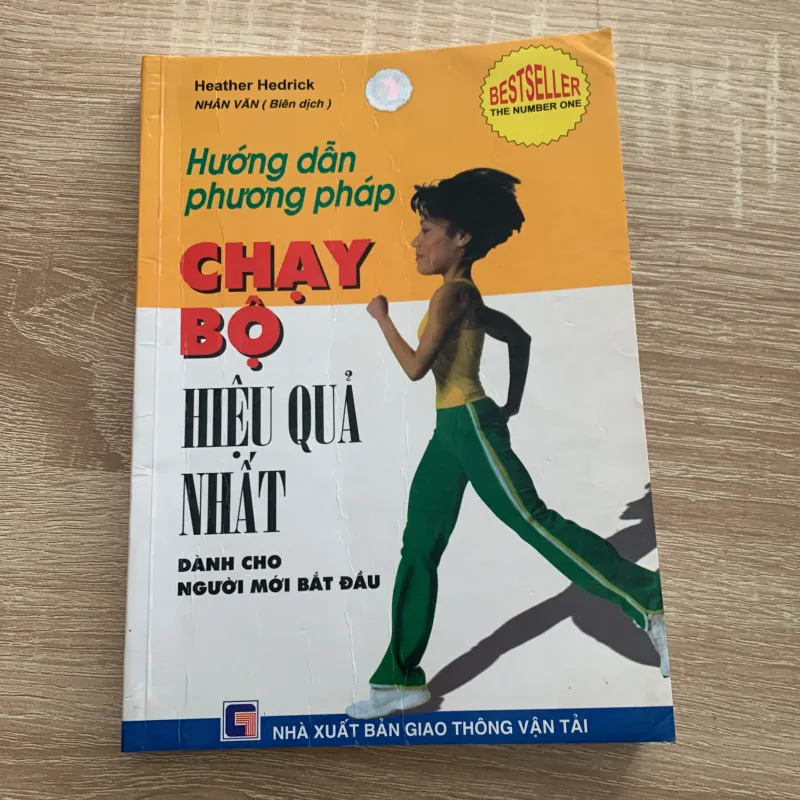 Heather Hedrick
NHÂN VĂN ( Biên dịch )
BESTSELLER
THE NUMBER ONE
Hướng dẫn
phương pháp
CHẠY
BỘ
HIỆU QUẢ
NHẤT
DÀNH CHO
NGƯỜI MỚI BẮT ĐẦU
NHÀ XUẤT BẢN GIAO THÔNG VẬN TẢI